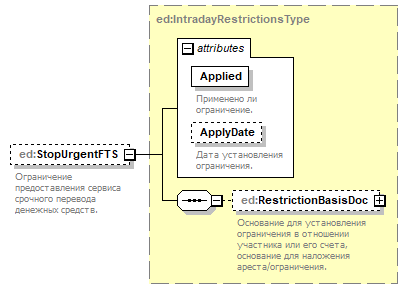 ed:IntradayRestrictionsType
attributes
Applied
Применено ли
ограничение.
ApplyDate
Дата установления
ограничения.
ed:StopUrgentFTS
Ограничение
предоставления сервиса
срочного перевода
денежных средств.
ed:RestrictionBasisDoc
Основание для установления
ограничения в отношении
участника или его счета,
основание для наложения
ареста/ограничения.